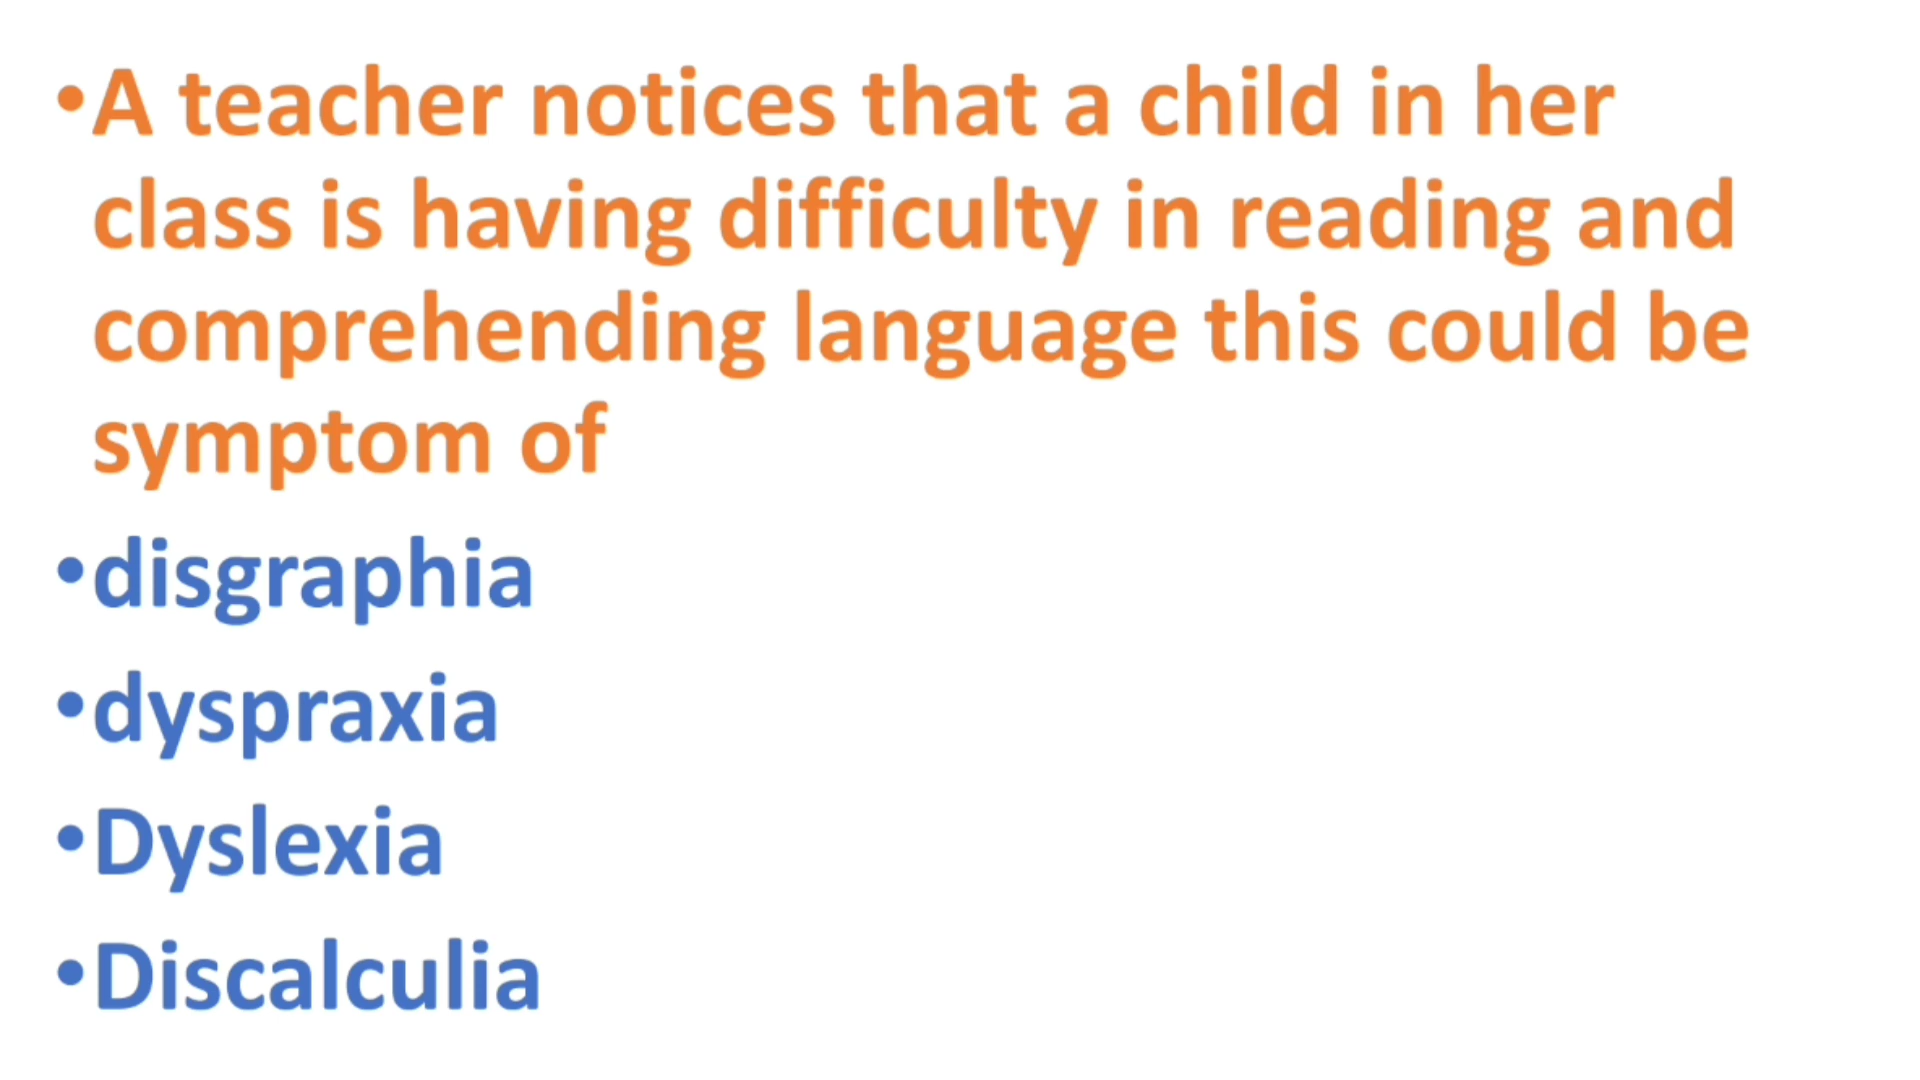 •A teacher notices that a child in her
class is having difficulty in reading and
comprehending language this could be
symptom of
•disgraphia
•dyspraxia
•Dyslexia
•Discalculia